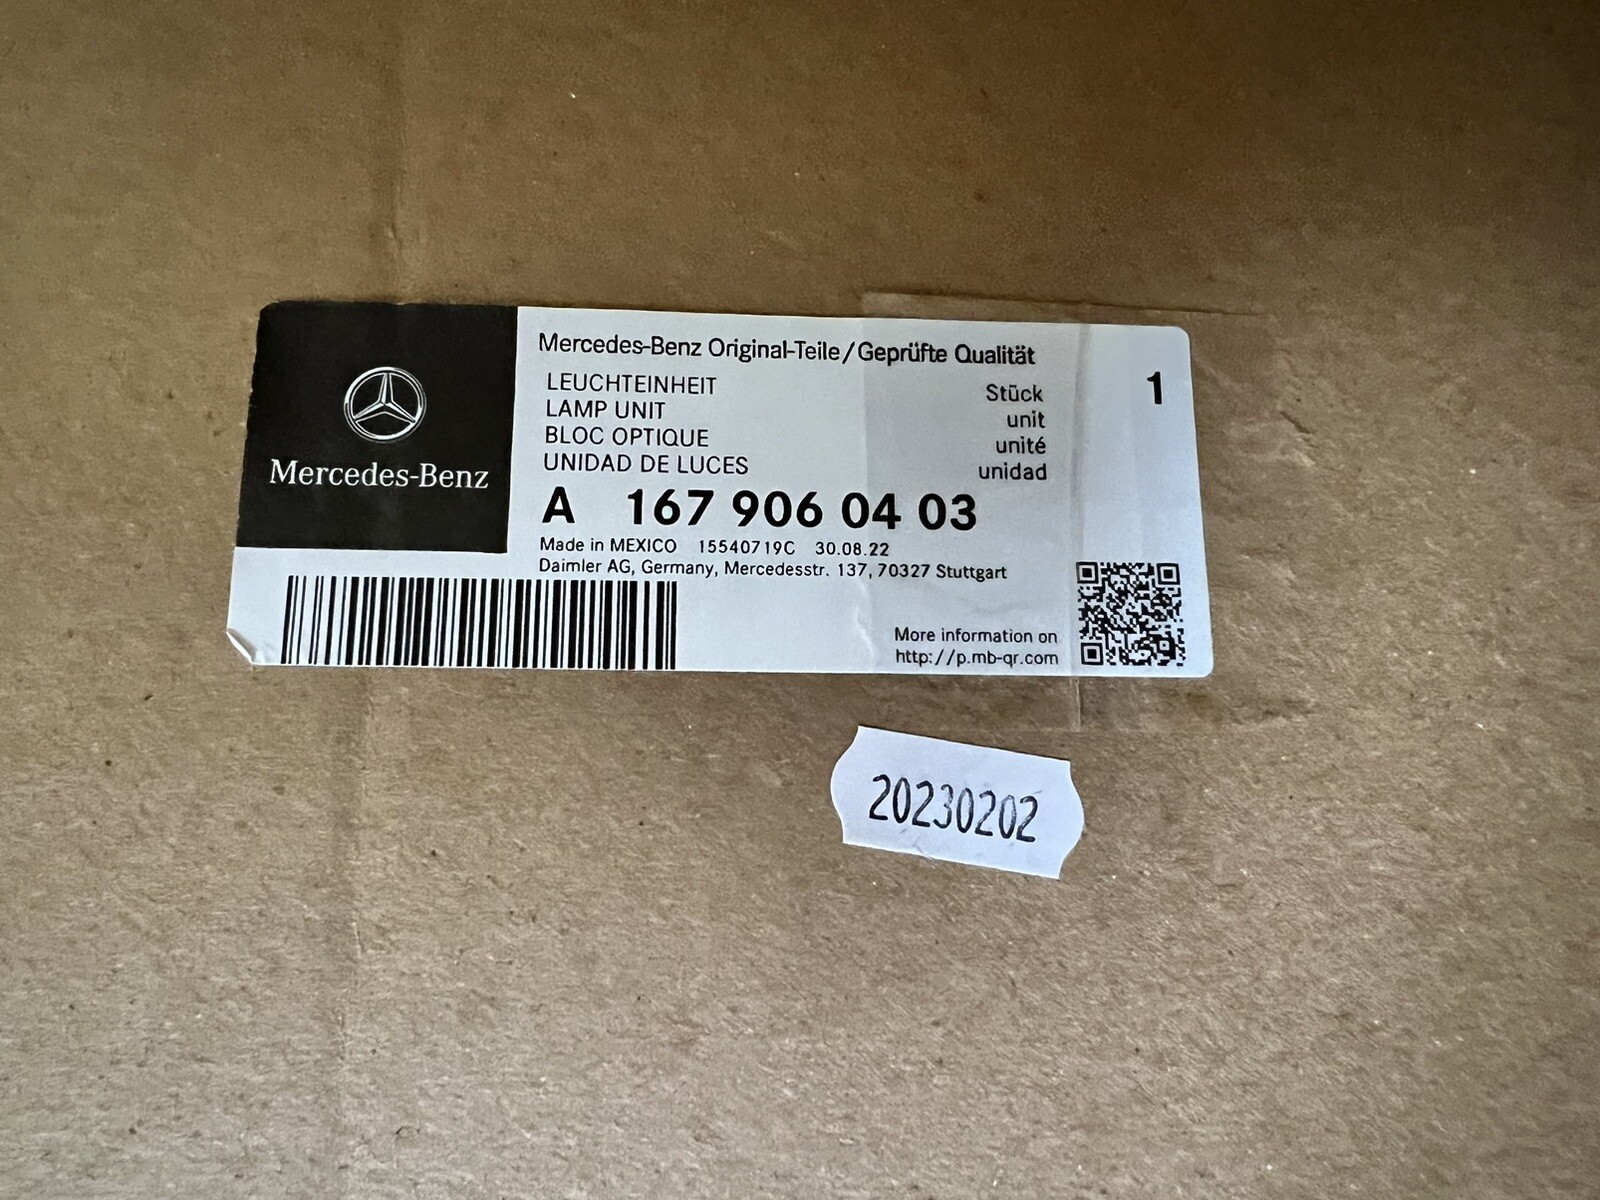 Mercedes-Benz
Mercedes-Benz Original-Teile/Geprüfte Qualität
LEUCHTEINHEIT Stück 1
LAMP UNIT unit
BLOC OPTIQUE unité
UNIDAD DE LUCES unidad
A 167 906 04 03
Made in MEXICO 15540719C 30.08.22
Daimler AG, Germany, Mercedesstr. 137, 70327 Stuttgart
More information on
http://p.mb-qr.com
20230202